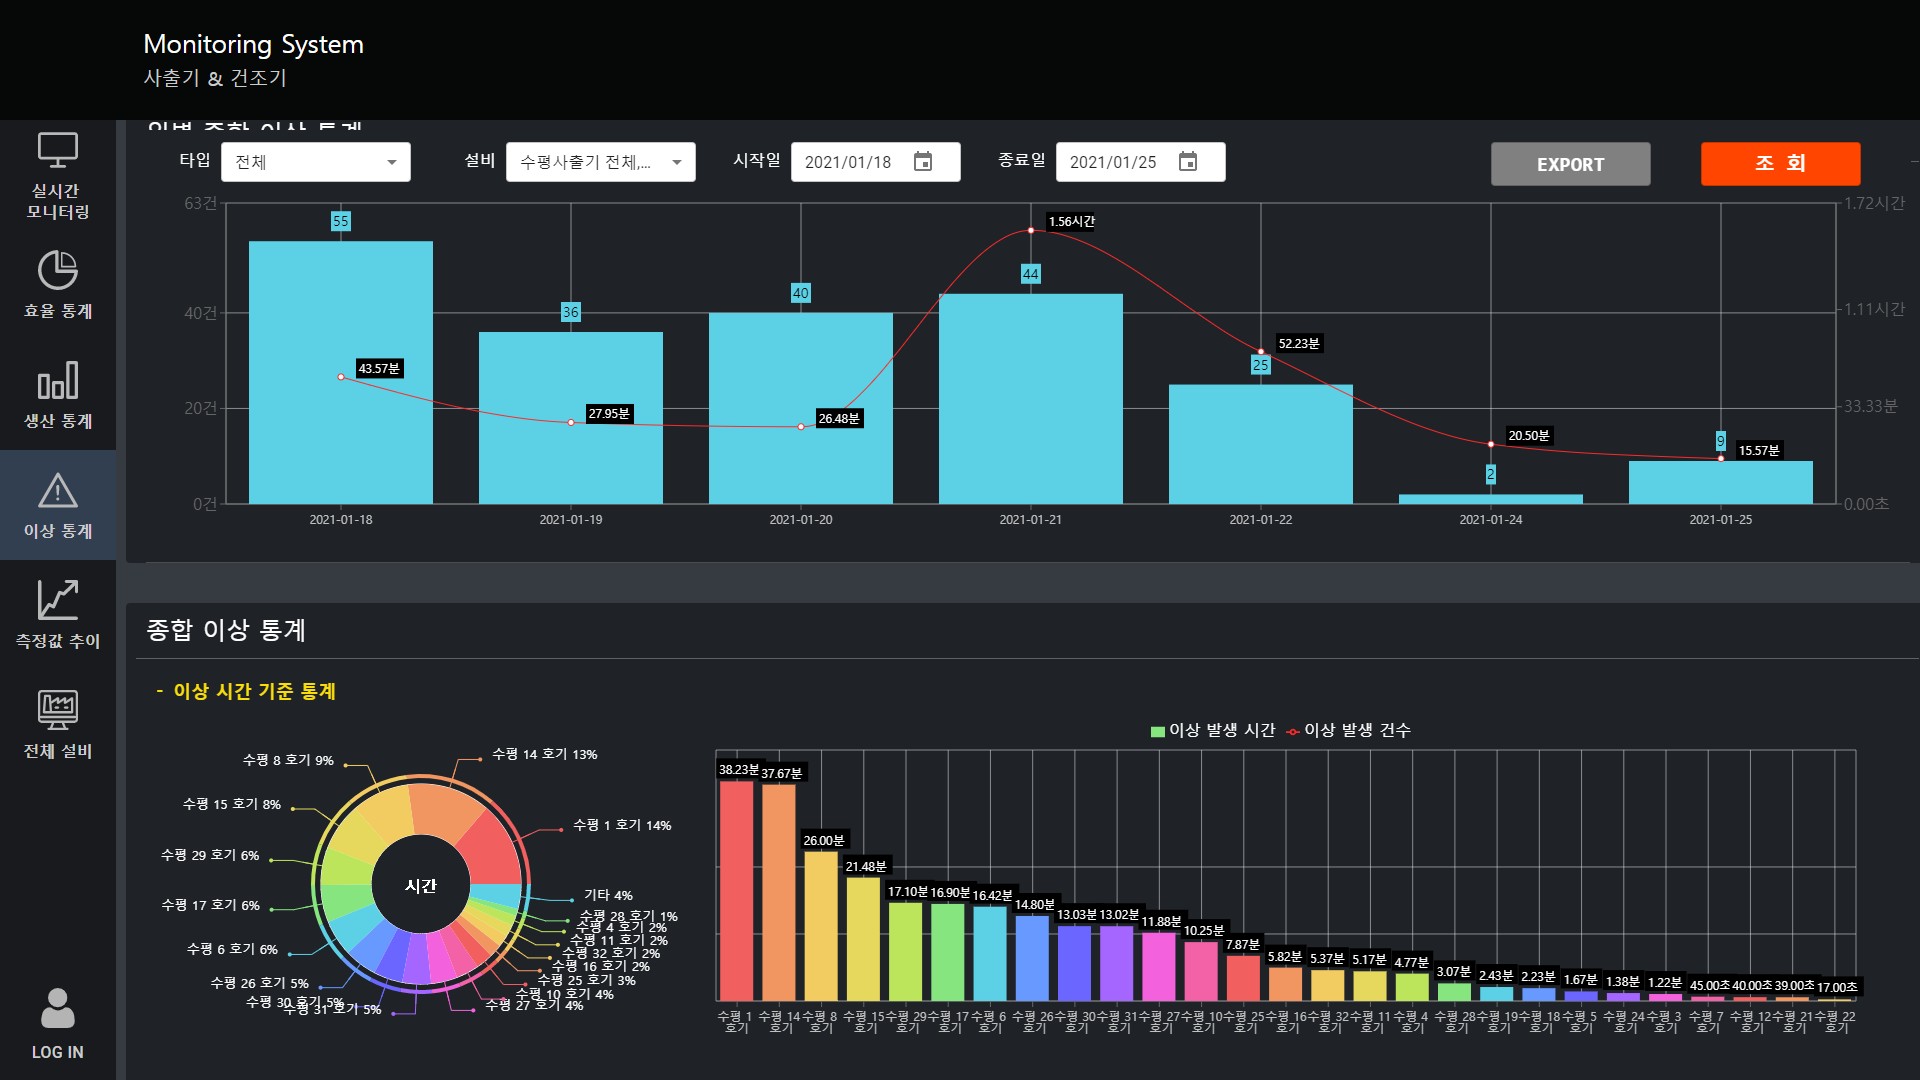 Monitoring System
사출기 & 건조기
일별 종합 이상 통계
타입
전체
설비
수평사출기 전체,...
시작일
2021/01/18
종료일
2021/01/25
EXPORT
조 회
실시간
모니터링
효율 통계
생산 통계
이상 통계
측정값 추이
전체 설비
LOG IN
63건
40건
20건
0건
1.72시간
1.11시간
33.33분
0.00초
55
36
40
44
25
2
9
43.57분
27.95분
26.48분
1.56시간
52.23분
20.50분
15.57분
2021-01-18
2021-01-19
2021-01-20
2021-01-21
2021-01-22
2021-01-24
2021-01-25
종합 이상 통계
- 이상 시간 기준 통계
수평 8 호기 9%
수평 14 호기 13%
수평 15 호기 8%
수평 1 호기 14%
수평 29 호기 6%
시간
기타 4%
수평 17 호기 6%
수평 28 호기 1%
수평 4 호기 2%
수평 11 호기 2%
수평 6 호기 6%
수평 32 호기 2%
수평 16 호기 2%
수평 26 호기 5%
수평 25 호기 3%
수평 10 호기 4%
수평 30 호기 5%
수평 31 호기 5%
수평 27 호기 4%
이상 발생 시간
이상 발생 건수
38.23분
37.67분
26.00분
21.48분
17.10분
16.90분
16.42분
14.80분
13.03분
13.02분
11.88분
10.25분
7.87분
5.82분
5.37분
5.17분
4.77분
3.07분
2.43분
2.23분
1.67분
1.38분
1.22분
45.00초
40.00초
39.00초
17.00초
수평 1 수평 14 수평 8 수평 15 수평 29 수평 17 수평 6 수평 26 수평 30 수평 31 수평 27 수평 10 수평 25 수평 16 수평 32 수평 11 수평 4 수평 28 수평 19 수평 18 수평 5 수평 24 수평 3 수평 7 수평 12 수평 21 수평 22
호기 호기 호기 호기 호기 호기 호기 호기 호기 호기 호기 호기 호기 호기 호기 호기 호기 호기 호기 호기 호기 호기 호기 호기 호기 호기 호기